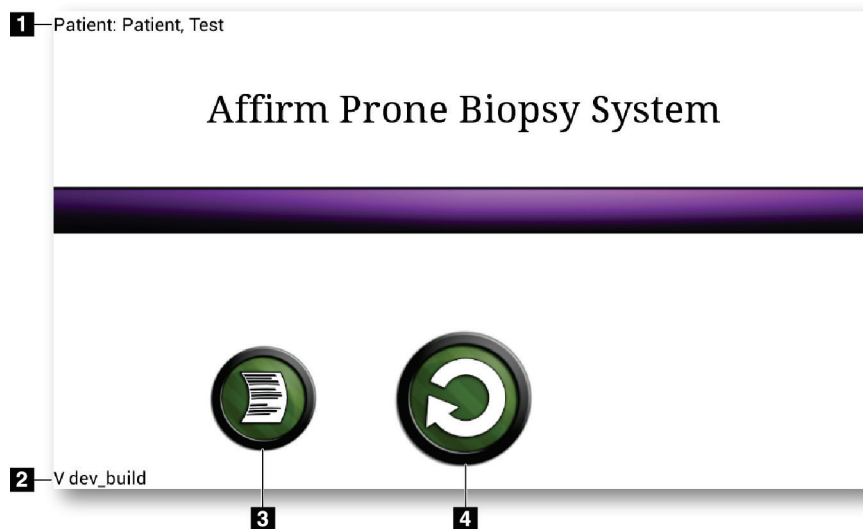 1 Patient: Patient, Test
Affirm Prone Biopsy System
2 V dev_build
3 4